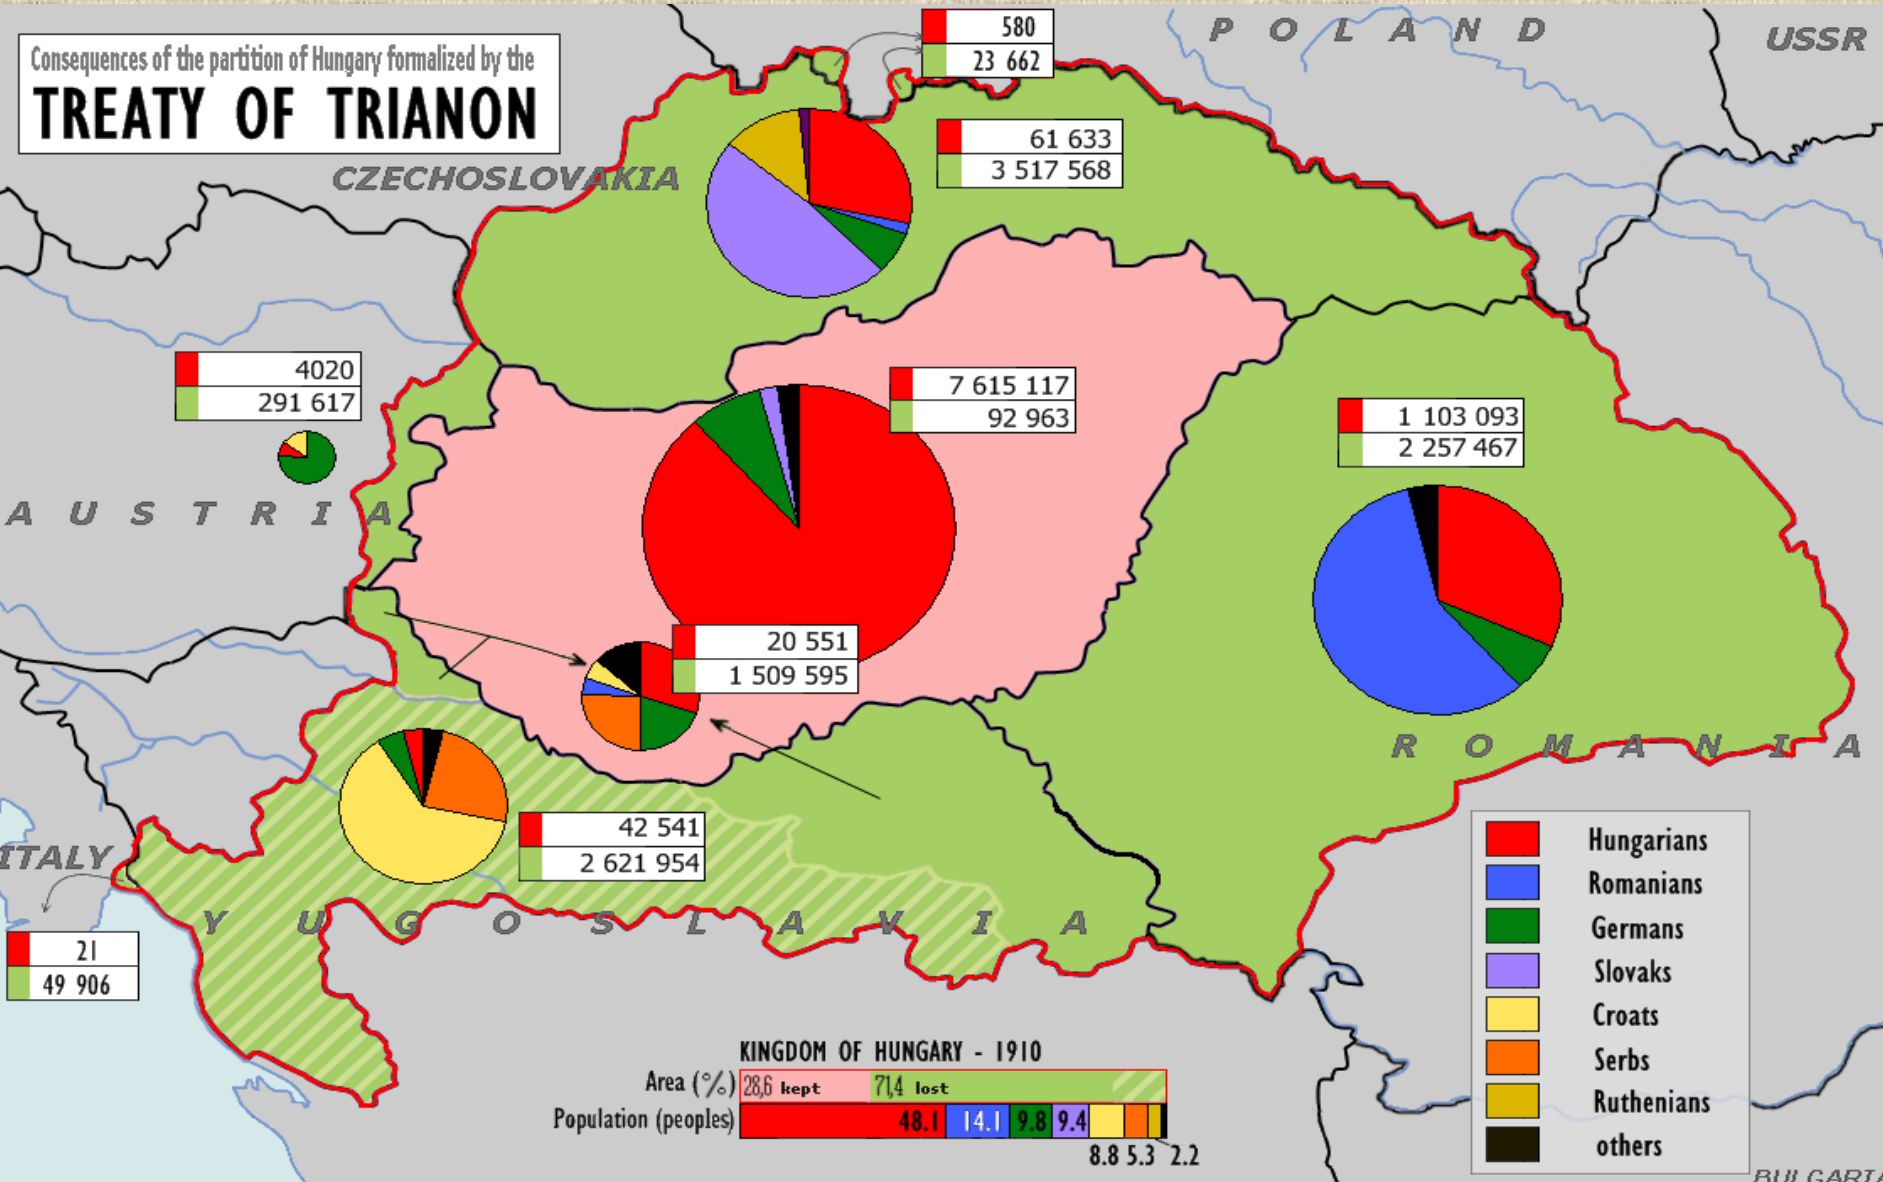 Consequences of the partition of Hungary formalized by the
TREATY OF TRIANON
580
23 662
POLAND
USSR
61 633
3 517 568
CZECHOSLOVAKIA
4020
291 617
7 615 117
92 963
1 103 093
2 257 467
AUSTRIA
20 551
1 509 595
ROMANIA
42 541
2 621 954
ITALY
YUGOSLAVIA
21
49 906
Hungarians
Romanians
Germans
Slovaks
Croats
Serbs
Ruthenians
others
KINGDOM OF HUNGARY - 1910
Area (%) 28,6 kept 71,4 lost
Population (peoples) 48.1 14.1 9.8 9.4
8.8 5.3 2.2
BULGARIA